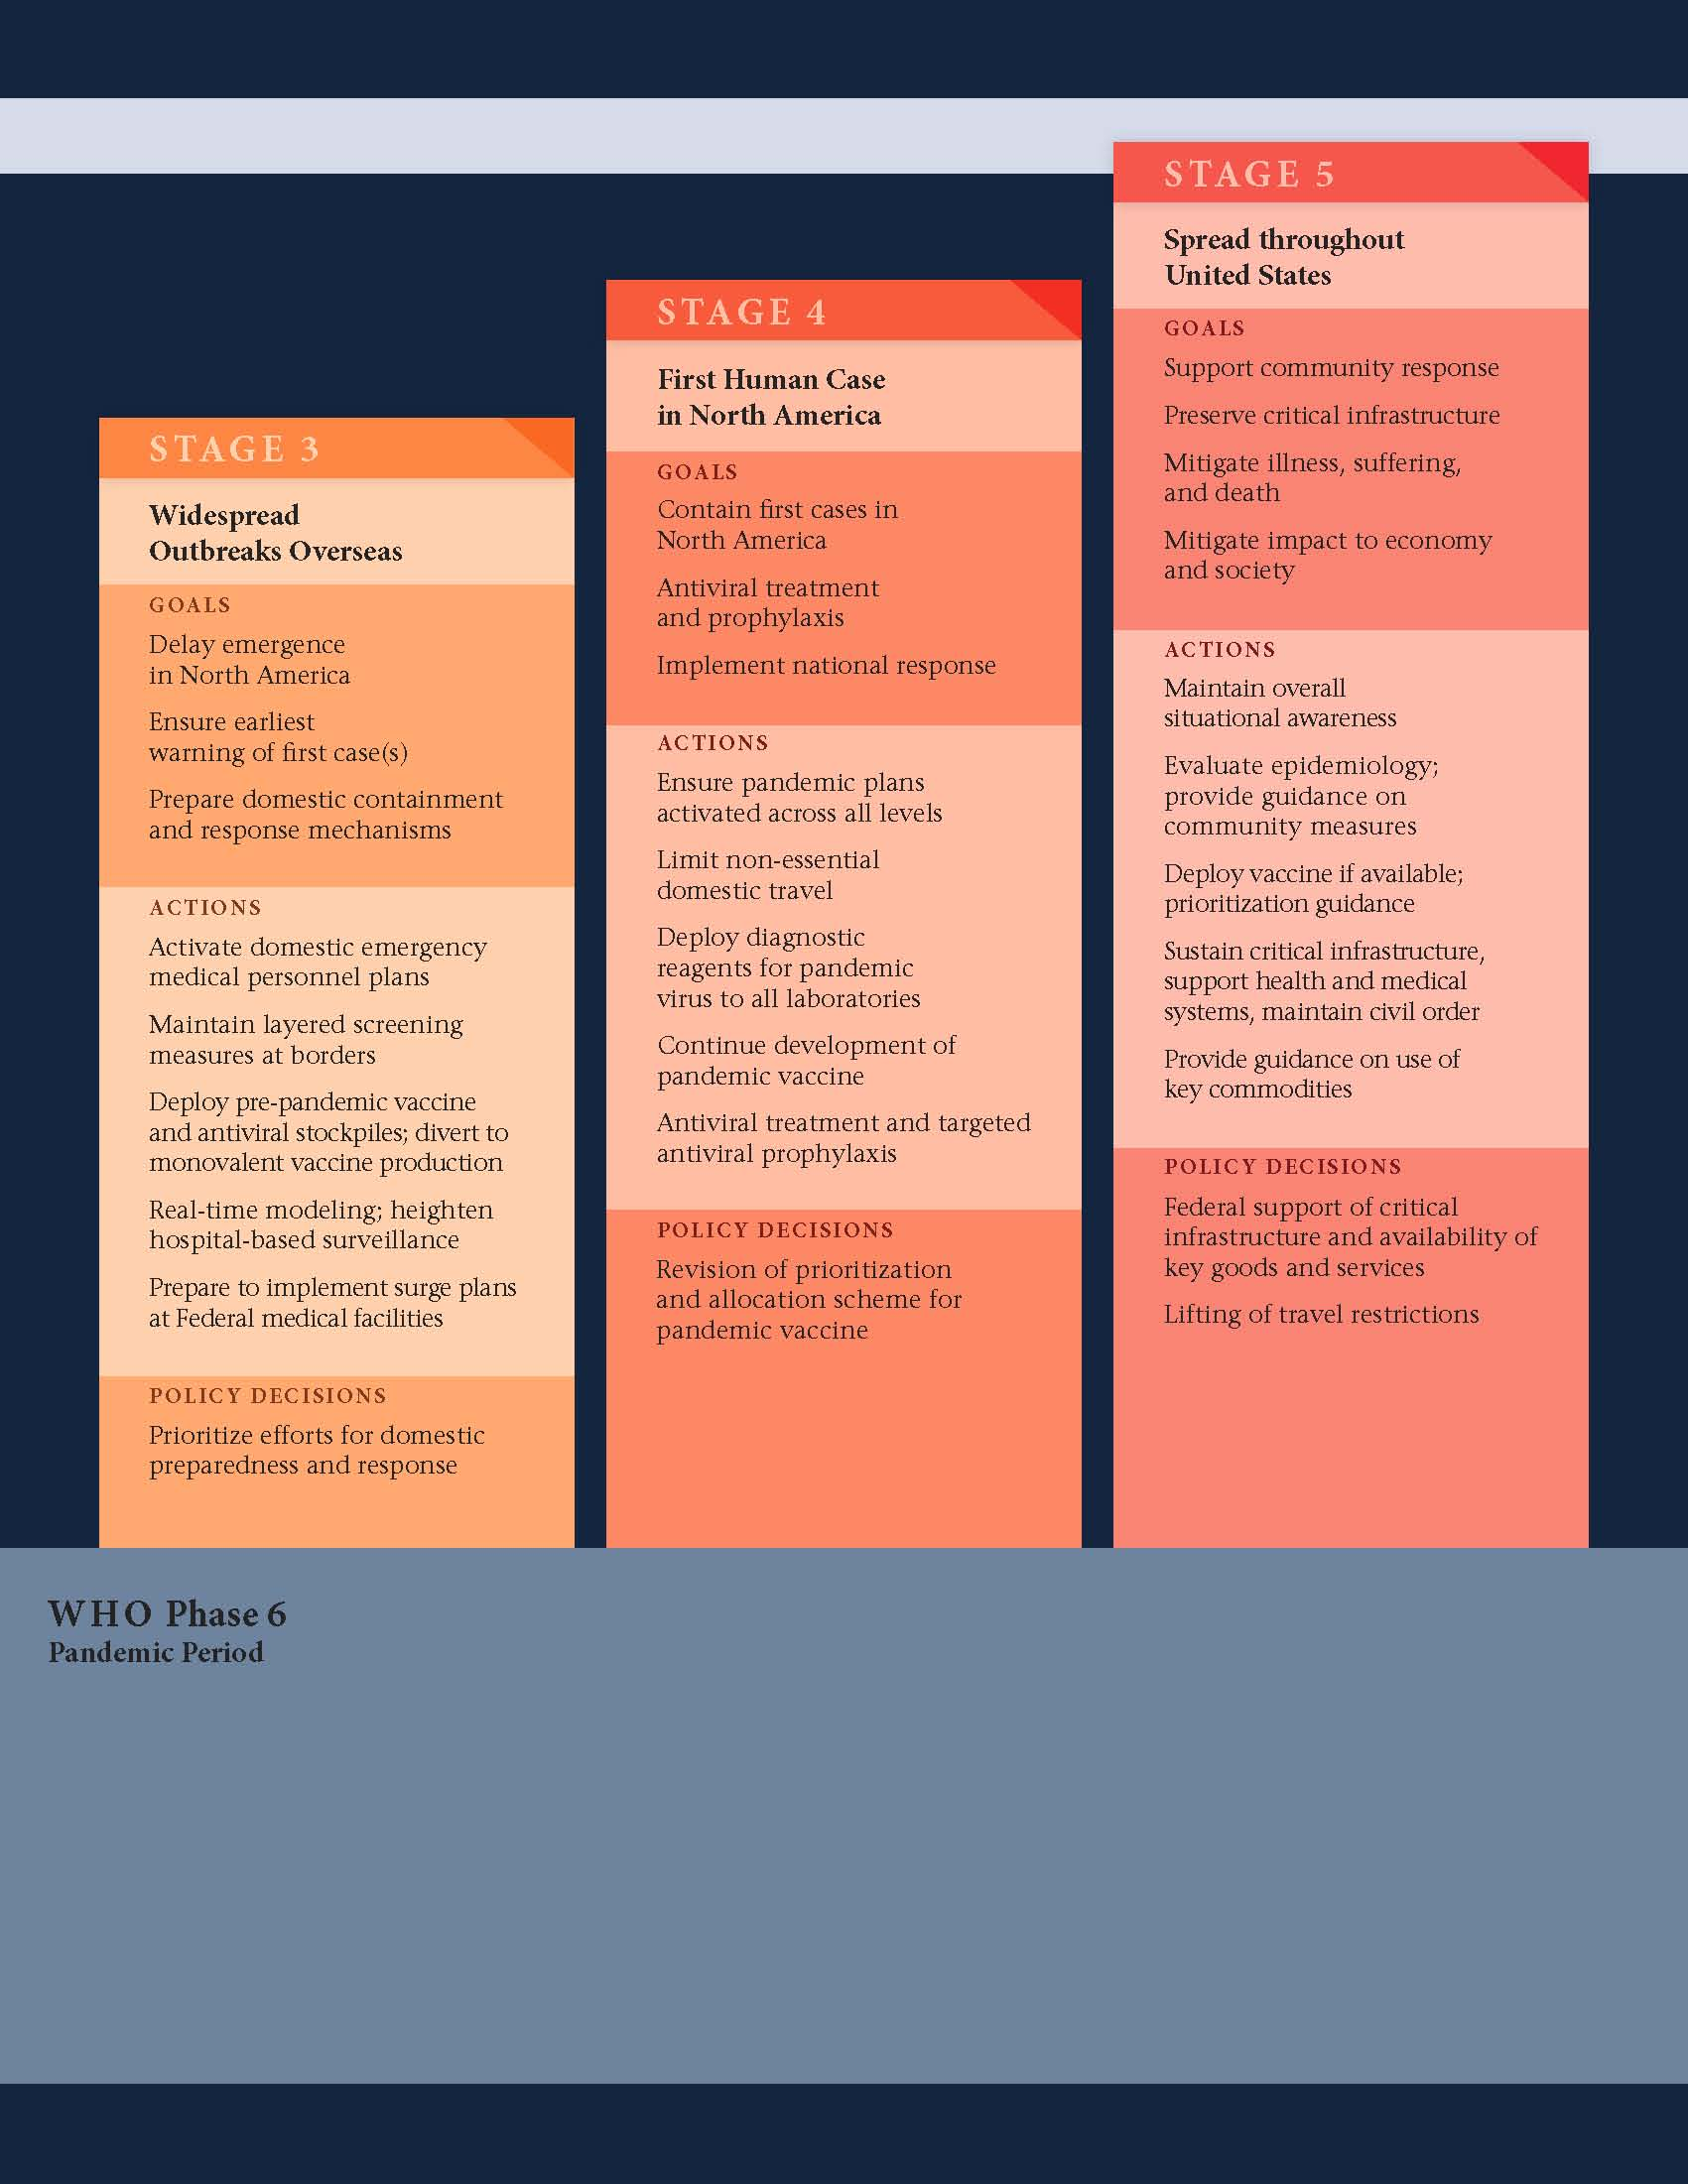 STAGE 3
Widespread
Outbreaks Overseas
GOALS
Delay emergence
in North America
Ensure earliest
warning of first case(s)
Prepare domestic containment
and response mechanisms
ACTIONS
Activate domestic emergency
medical personnel plans
Maintain layered screening
measures at borders
Deploy pre-pandemic vaccine
and antiviral stockpiles; divert to
monovalent vaccine production
Real-time modeling; heighten
hospital-based surveillance
Prepare to implement surge plans
at Federal medical facilities
POLICY DECISIONS
Prioritize efforts for domestic
preparedness and response
STAGE 4
First Human Case
in North America
GOALS
Contain first cases in
North America
Antiviral treatment
and prophylaxis
Implement national response
ACTIONS
Ensure pandemic plans
activated across all levels
Limit non-essential
domestic travel
Deploy diagnostic
reagents for pandemic
virus to all laboratories
Continue development of
pandemic vaccine
Antiviral treatment and targeted
antiviral prophylaxis
POLICY DECISIONS
Revision of prioritization
and allocation scheme for
pandemic vaccine
STAGE 5
Spread throughout
United States
GOALS
Support community response
Preserve critical infrastructure
Mitigate illness, suffering,
and death
Mitigate impact to economy
and society
ACTIONS
Maintain overall
situational awareness
Evaluate epidemiology;
provide guidance on
community measures
Deploy vaccine if available;
prioritization guidance
Sustain critical infrastructure,
support health and medical
systems, maintain civil order
Provide guidance on use of
key commodities
POLICY DECISIONS
Federal support of critical
infrastructure and availability of
key goods and services
Lifting of travel restrictions
WHO Phase 6
Pandemic Period